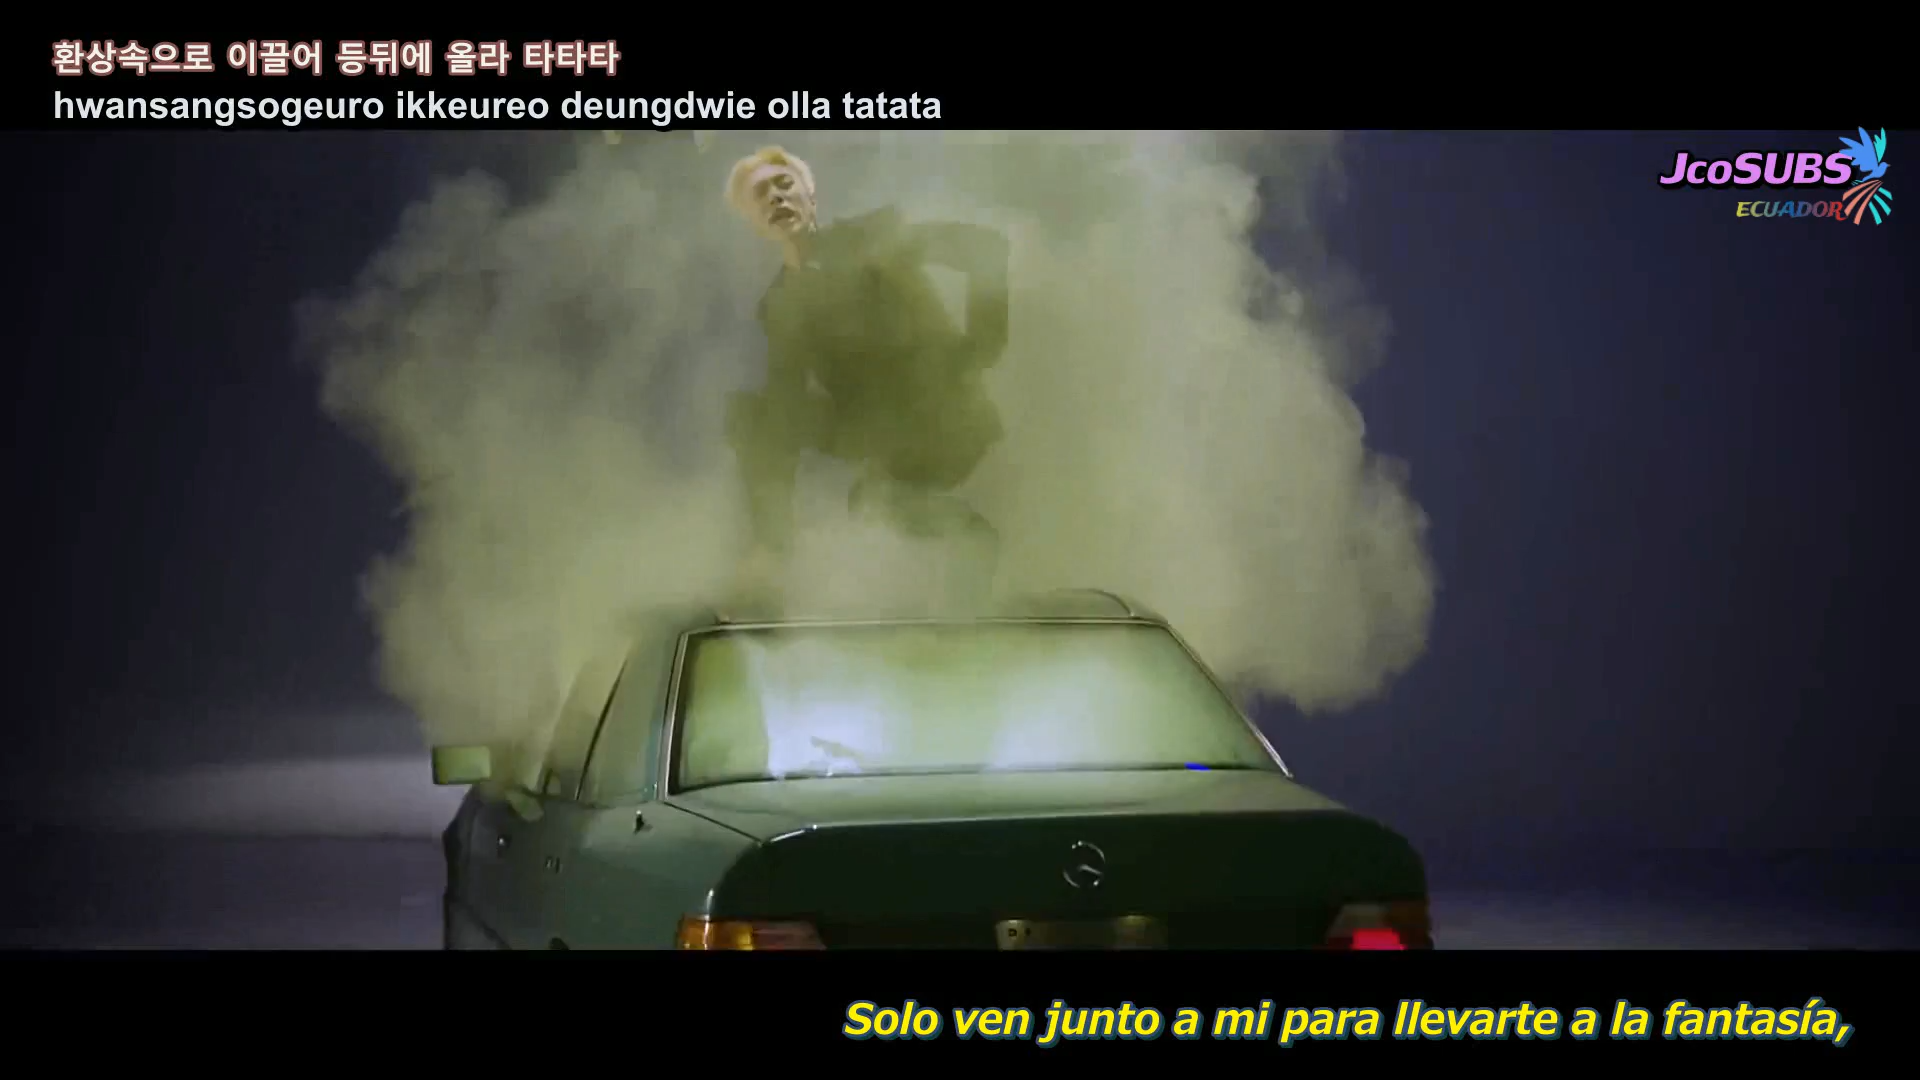 환상속으로 이끌어 등뒤에 올라 타타타
hwansangsogeuro ikkeureo deungdwie olla tatata
JcoSUBS
ECUADOR
Solo ven junto a mi para llevarte a la fantasía,